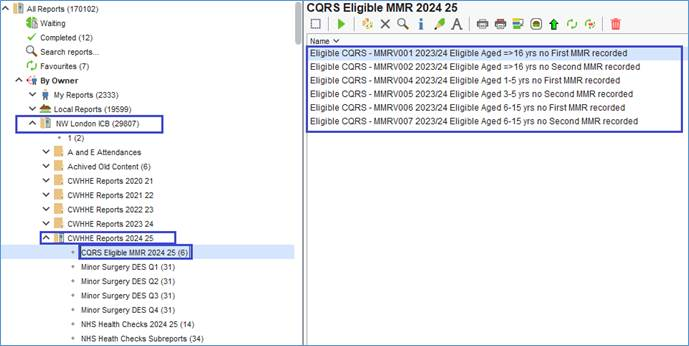 All Reports (170102)
Waiting
Completed (12)
Search reports...
Favourites (7)
By Owner
My Reports (2333)
Local Reports (19599)
NW London ICB (29807)
1 (2)
A and E Attendances
Achived Old Content (6)
CWHHE Reports 2020 21
CWHHE Reports 2021 22
CWHHE Reports 2022 23
CWHHE Reports 2023 24
CWHHE Reports 2024 25
CQRS Eligible MMR 2024 25 (6)
Minor Surgery DES Q1 (31)
Minor Surgery DES Q2 (31)
Minor Surgery DES Q3 (31)
Minor Surgery DES Q4 (31)
NHS Health Checks 2024 25 (14)
NHS Heath Checks Subreports (34)
CQRS Eligible MMR 2024 25
Name
Eligible CQRS - MMRV001 2023/24 Eligible Aged =>16 yrs no First MMR recorded
Eligible CQRS - MMRV002 2023/24 Eligible Aged =>16 yrs no Second MMR recorded
Eligible CQRS - MMRV004 2023/24 Eligible Aged 1-5 yrs no First MMR recorded
Eligible CQRS - MMRV005 2023/24 Eligible Aged 3-5 yrs no Second MMR recorded
Eligible CQRS - MMRV006 2023/24 Eligible Aged 6-15 yrs no First MMR recorded
Eligible CQRS - MMRV007 2023/24 Eligible Aged 6-15 yrs no Second MMR recorded